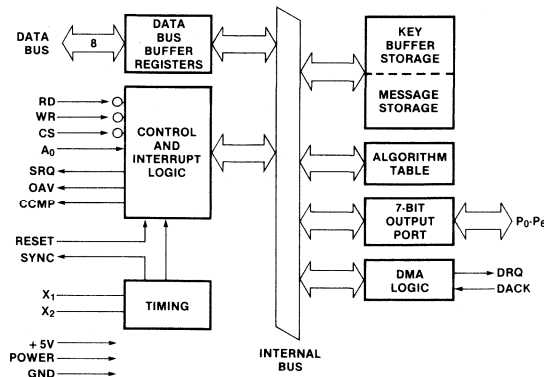 DATA
BUS
8
DATA
BUS
BUFFER
REGISTERS
KEY
BUFFER
STORAGE
MESSAGE
STORAGE
RD
WR
CS
A0
SRQ
OAV
CCMP
CONTROL
AND
INTERRUPT
LOGIC
ALGORITHM
TABLE
7-BIT
OUTPUT
PORT
P0-P6
RESET
SYNC
DMA
LOGIC
DRQ
DACK
X1
X2
TIMING
+5V
POWER
GND
INTERNAL
BUS